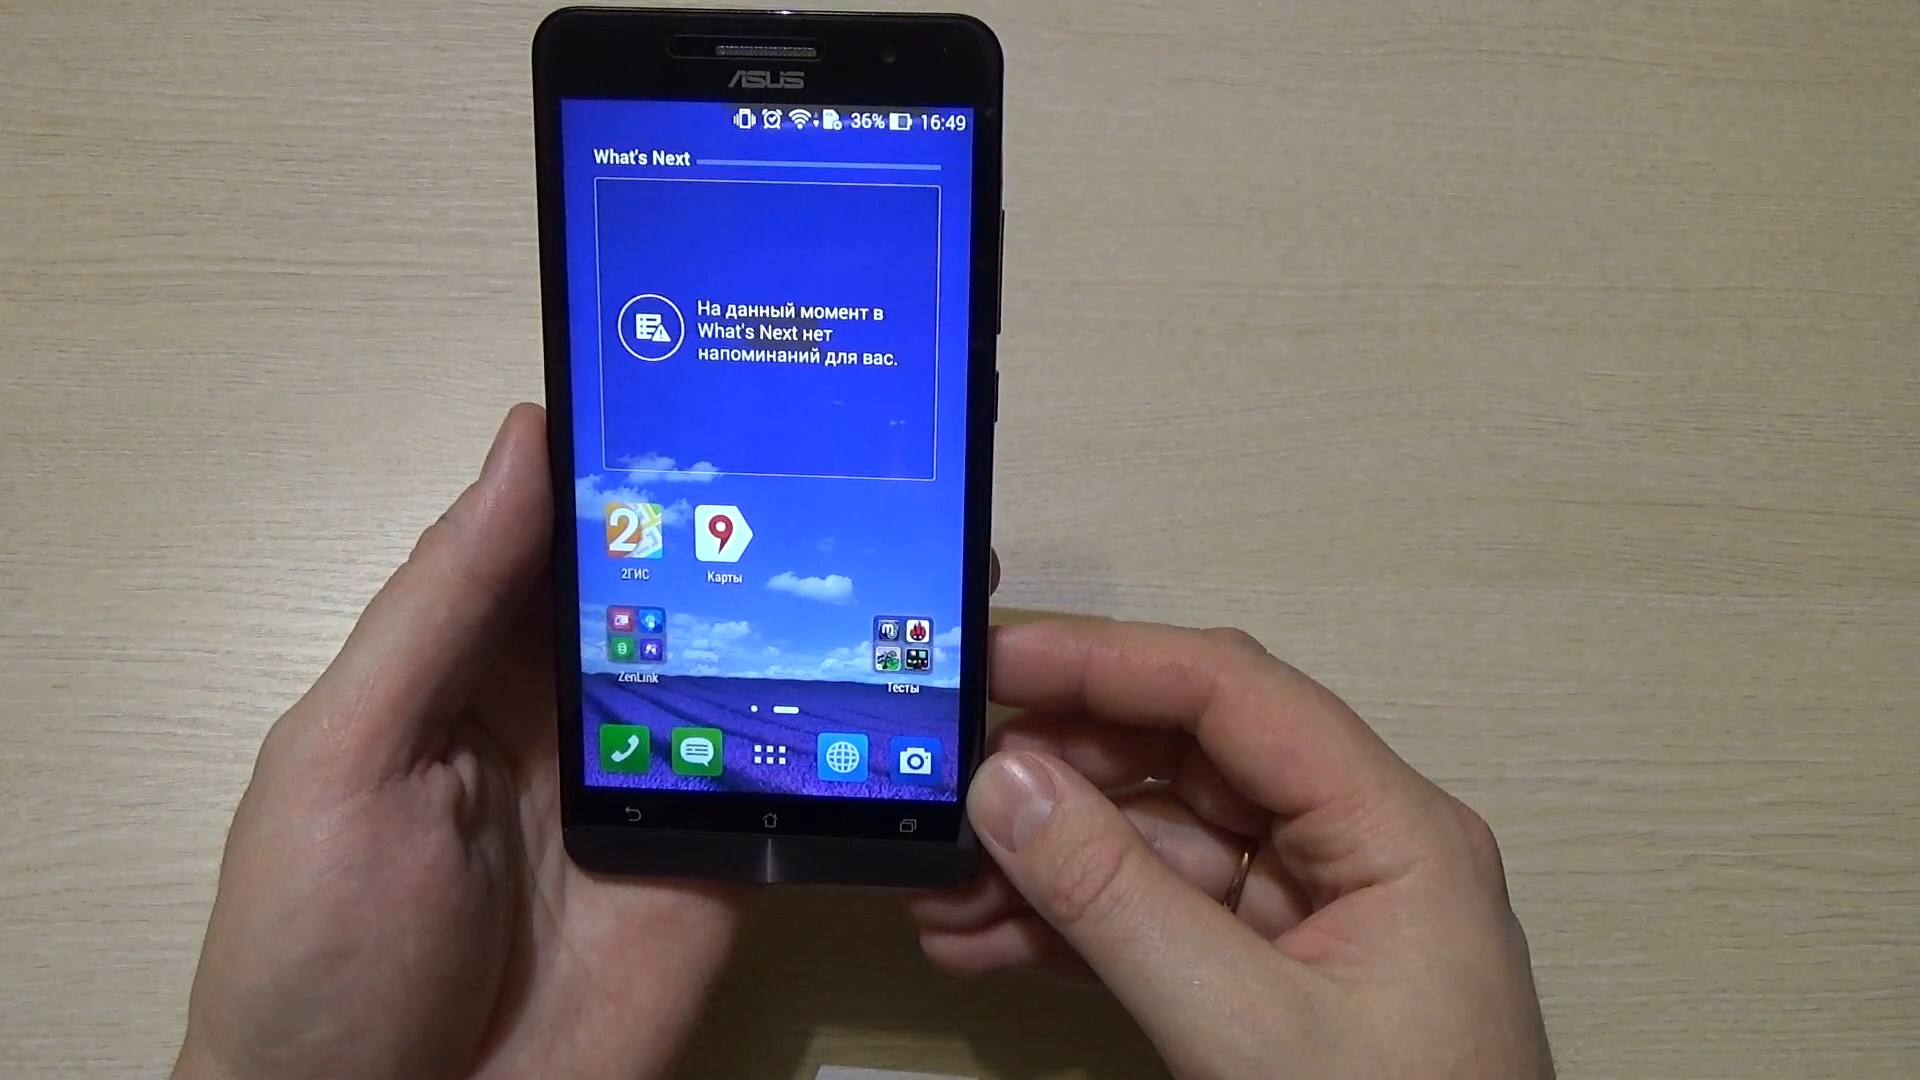 ASUS
36% 16:49
What's Next
На данный момент в
What's Next нет
напоминаний для вас.
2
2ГИС
Карты
ZenLink
Тесты